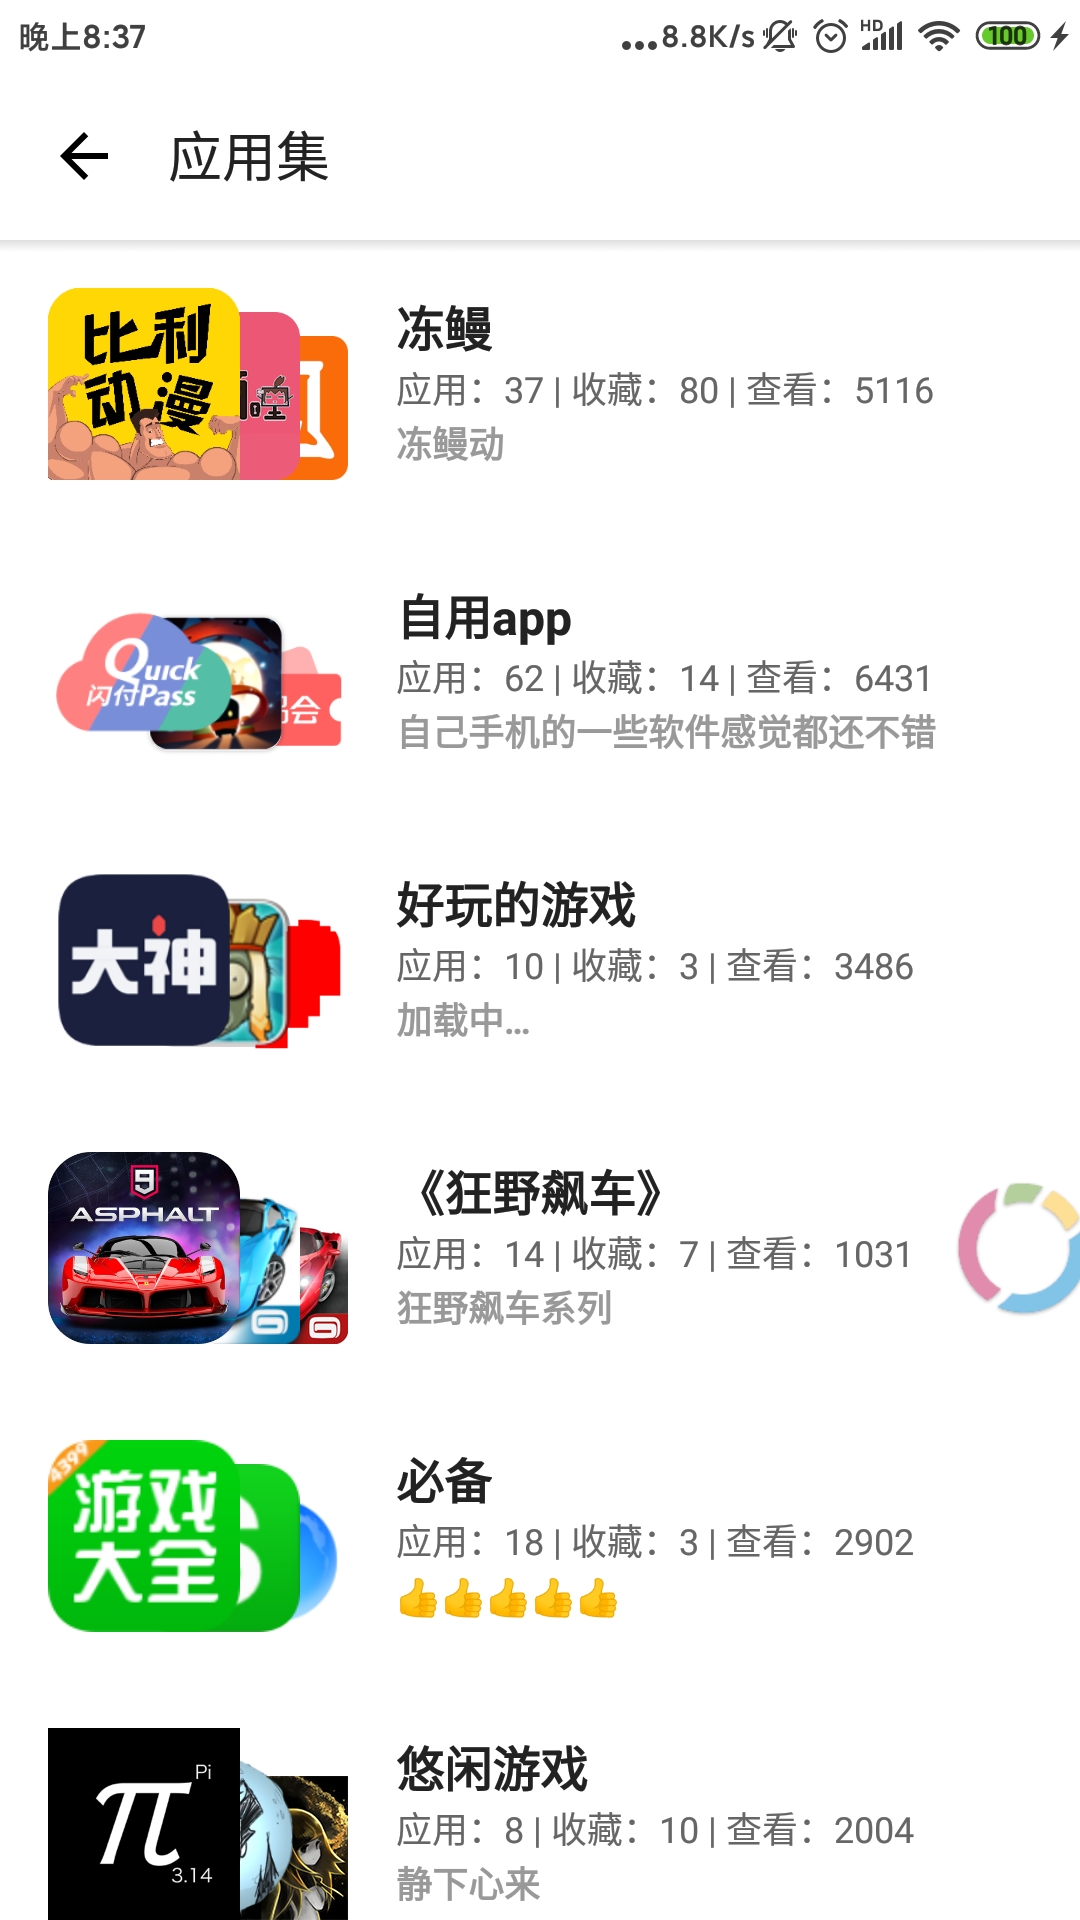 晚上8:37
...8.8K/s
HD
100
应用集
比利
动漫
冻鳗
应用：37 | 收藏：80 | 查看：5116
冻鳗动
Quick
闪付Pass
会
自用app
应用：62 | 收藏：14 | 查看：6431
自己手机的一些软件感觉都还不错
大神
好玩的游戏
应用：10 | 收藏：3 | 查看：3486
加载中...
9
ASPHALT
《狂野飙车》
应用：14 | 收藏：7 | 查看：1031
狂野飙车系列
4399
游戏
大全
必备
应用：18 | 收藏：3 | 查看：2902
👍👍👍👍👍
Pi
π
3.14
悠闲游戏
应用：8 | 收藏：10 | 查看：2004
静下心来